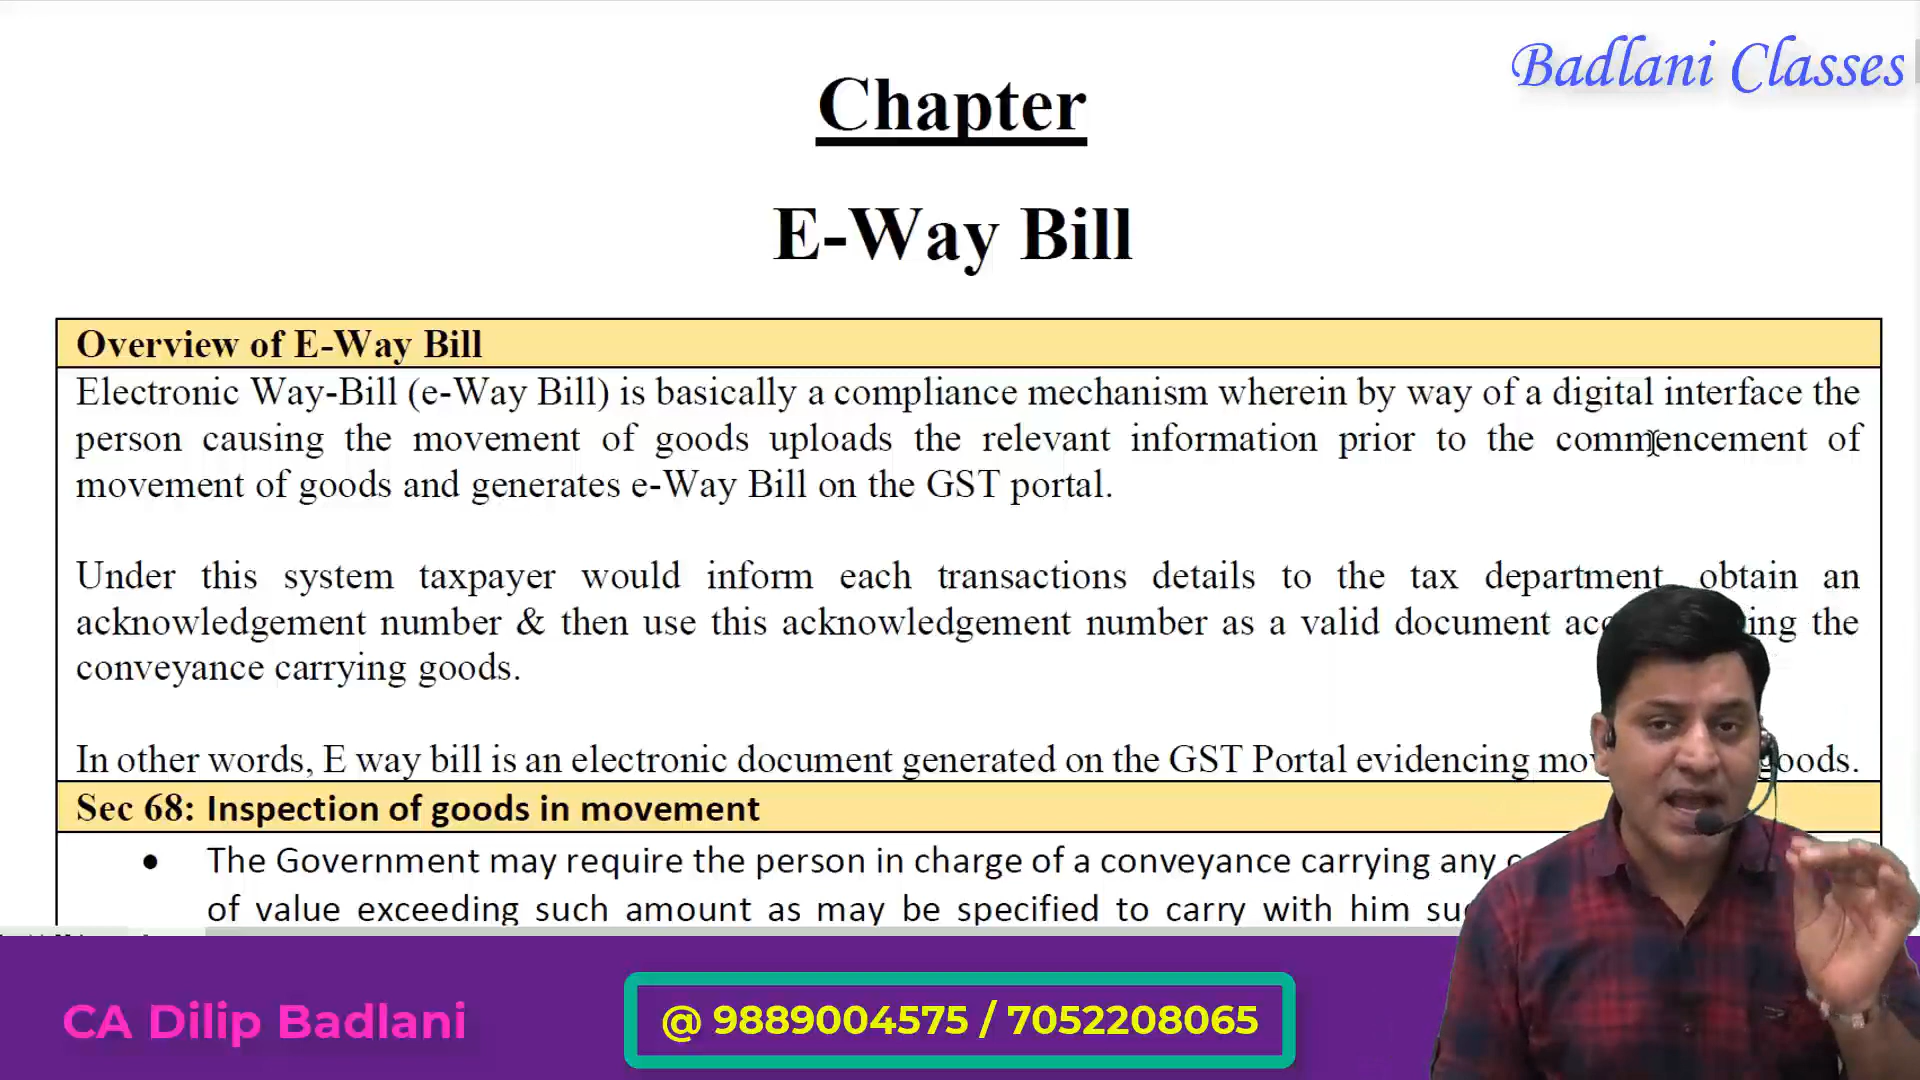 Badlani Classes
Chapter
E-Way Bill
Overview of E-Way Bill
Electronic Way-Bill (e-Way Bill) is basically a compliance mechanism wherein by way of a digital interface the
person causing the movement of goods uploads the relevant information prior to the commencement of
movement of goods and generates e-Way Bill on the GST portal.
Under this system taxpayer would inform each transactions details to the tax department, obtain an
acknowledgement number & then use this acknowledgement number as a valid document the
conveyance carrying goods.
In other words, E way bill is an electronic document generated on the GST Portal evidencing goods.
Sec 68: Inspection of goods in movement
• The Government may require the person in charge of a conveyance carrying any
of value exceeding such amount as may be specified to carry with him
CA Dilip Badlani
@ 9889004575 / 7052208065